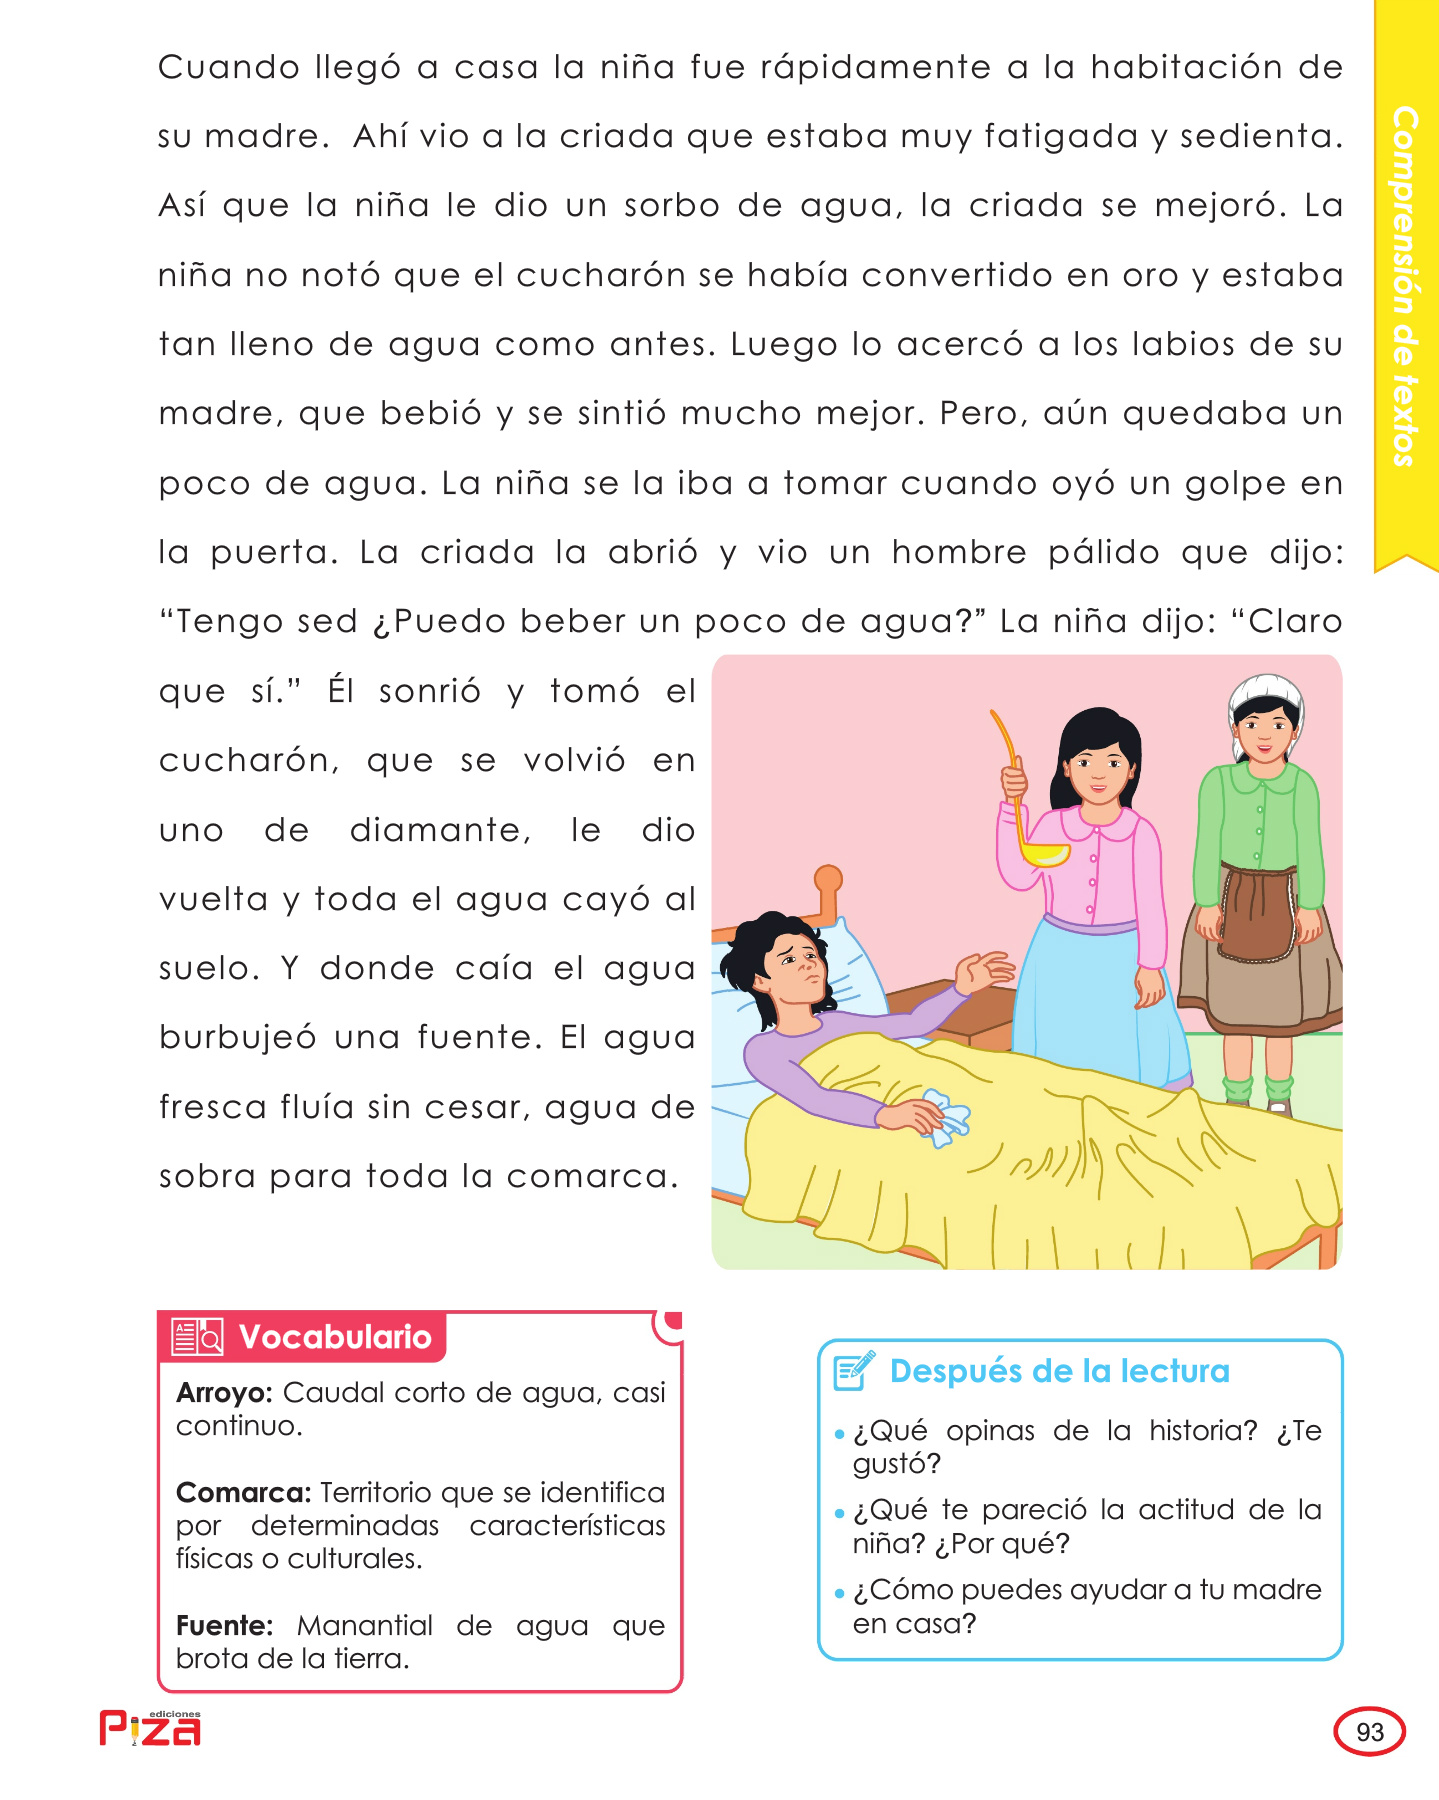 Cuando llegó a casa la niña fue rápidamente a la habitación de
su madre. Ahí vio a la criada que estaba muy fatigada y sedienta.
Así que la niña le dio un sorbo de agua, la criada se mejoró. La
niña no notó que el cucharón se había convertido en oro y estaba
tan lleno de agua como antes. Luego lo acercó a los labios de su
madre, que bebió y se sintió mucho mejor. Pero, aún quedaba un
poco de agua. La niña se la iba a tomar cuando oyó un golpe en
la puerta. La criada la abrió y vio un hombre pálido que dijo:
“Tengo sed ¿Puedo beber un poco de agua?” La niña dijo: “Claro
que sí.” Él sonrió y tomó el
cucharón, que se volvió en
uno de diamante, le dio
vuelta y toda el agua cayó al
suelo. Y donde caía el agua
burbujeó una fuente. El agua
fresca fluía sin cesar, agua de
sobra para toda la comarca.
Comprensión de textos
Vocabulario
Arroyo: Caudal corto de agua, casi
continuo.
Comarca: Territorio que se identifica
por determinadas características
físicas o culturales.
Fuente: Manantial de agua que
brota de la tierra.
Después de la lectura
• ¿Qué opinas de la historia? ¿Te
gustó?
• ¿Qué te pareció la actitud de la
niña? ¿Por qué?
• ¿Cómo puedes ayudar a tu madre
en casa?
ediciones
Piza
93